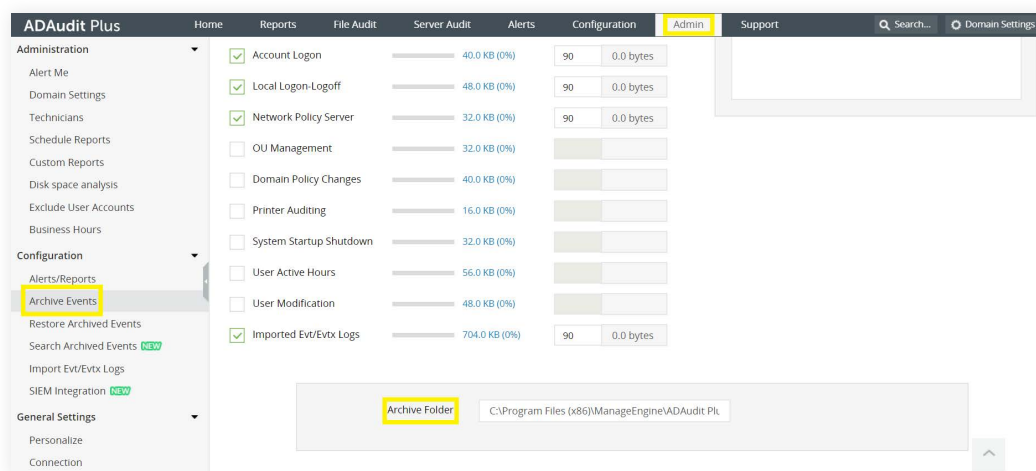 ADAudit Plus Home Reports File Audit Server Audit Alerts Configuration Admin Support Search... Domain Settings
Administration
Alert Me
Domain Settings
Technicians
Schedule Reports
Custom Reports
Disk space analysis
Exclude User Accounts
Business Hours
Configuration
Alerts/Reports
Archive Events
Restore Archived Events
Search Archived Events NEW
Import Evt/Evtx Logs
SIEM Integration NEW
General Settings
Personalize
Connection
Account Logon 40.0 KB (0%) 90 0.0 bytes
Local Logon-Logoff 48.0 KB (0%) 90 0.0 bytes
Network Policy Server 32.0 KB (0%) 90 0.0 bytes
OU Management 32.0 KB (0%)
Domain Policy Changes 40.0 KB (0%)
Printer Auditing 16.0 KB (0%)
System Startup Shutdown 32.0 KB (0%)
User Active Hours 56.0 KB (0%)
User Modification 48.0 KB (0%)
Imported Evt/Evtx Logs 704.0 KB (0%) 90 0.0 bytes
Archive Folder C:\Program Files (x86)\ManageEngine\ADAudit Plu